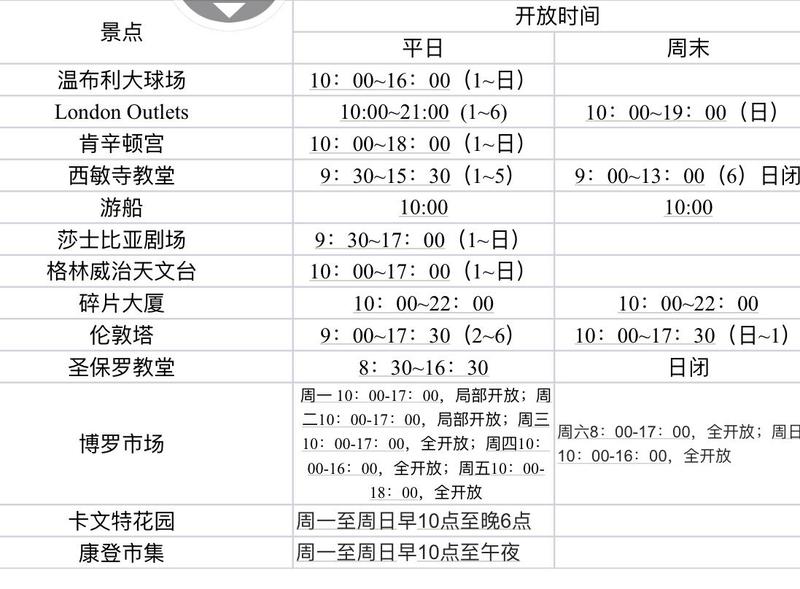 景点
开放时间
平日
周末
温布利大球场
10：00~16：00（1~日）
London Outlets
10:00~21:00 (1~6)
10：00~19：00（日）
肯辛顿宫
10：00~18：00（1~日）
西敏寺教堂
9：30~15：30（1~5）
9：00~13：00（6）日闭
游船
10:00
10:00
莎士比亚剧场
9：30~17：00（1~日）
格林威治天文台
10：00~17：00（1~日）
碎片大厦
10：00~22：00
10：00~22：00
伦敦塔
9：00~17：30（2~6）
10：00~17：30（日~1）
圣保罗教堂
8：30~16：30
日闭
博罗市场
周一 10：00-17：00，局部开放；周
二10：00-17：00，局部开放；周三
10：00-17：00，全开放；周四10：
00-16：00，全开放；周五10：00-
18：00，全开放
周六8：00-17：00，全开放；周日
10：00-16：00，全开放
卡文特花园
周一至周日早10点至晚6点
康登市集
周一至周日早10点至午夜